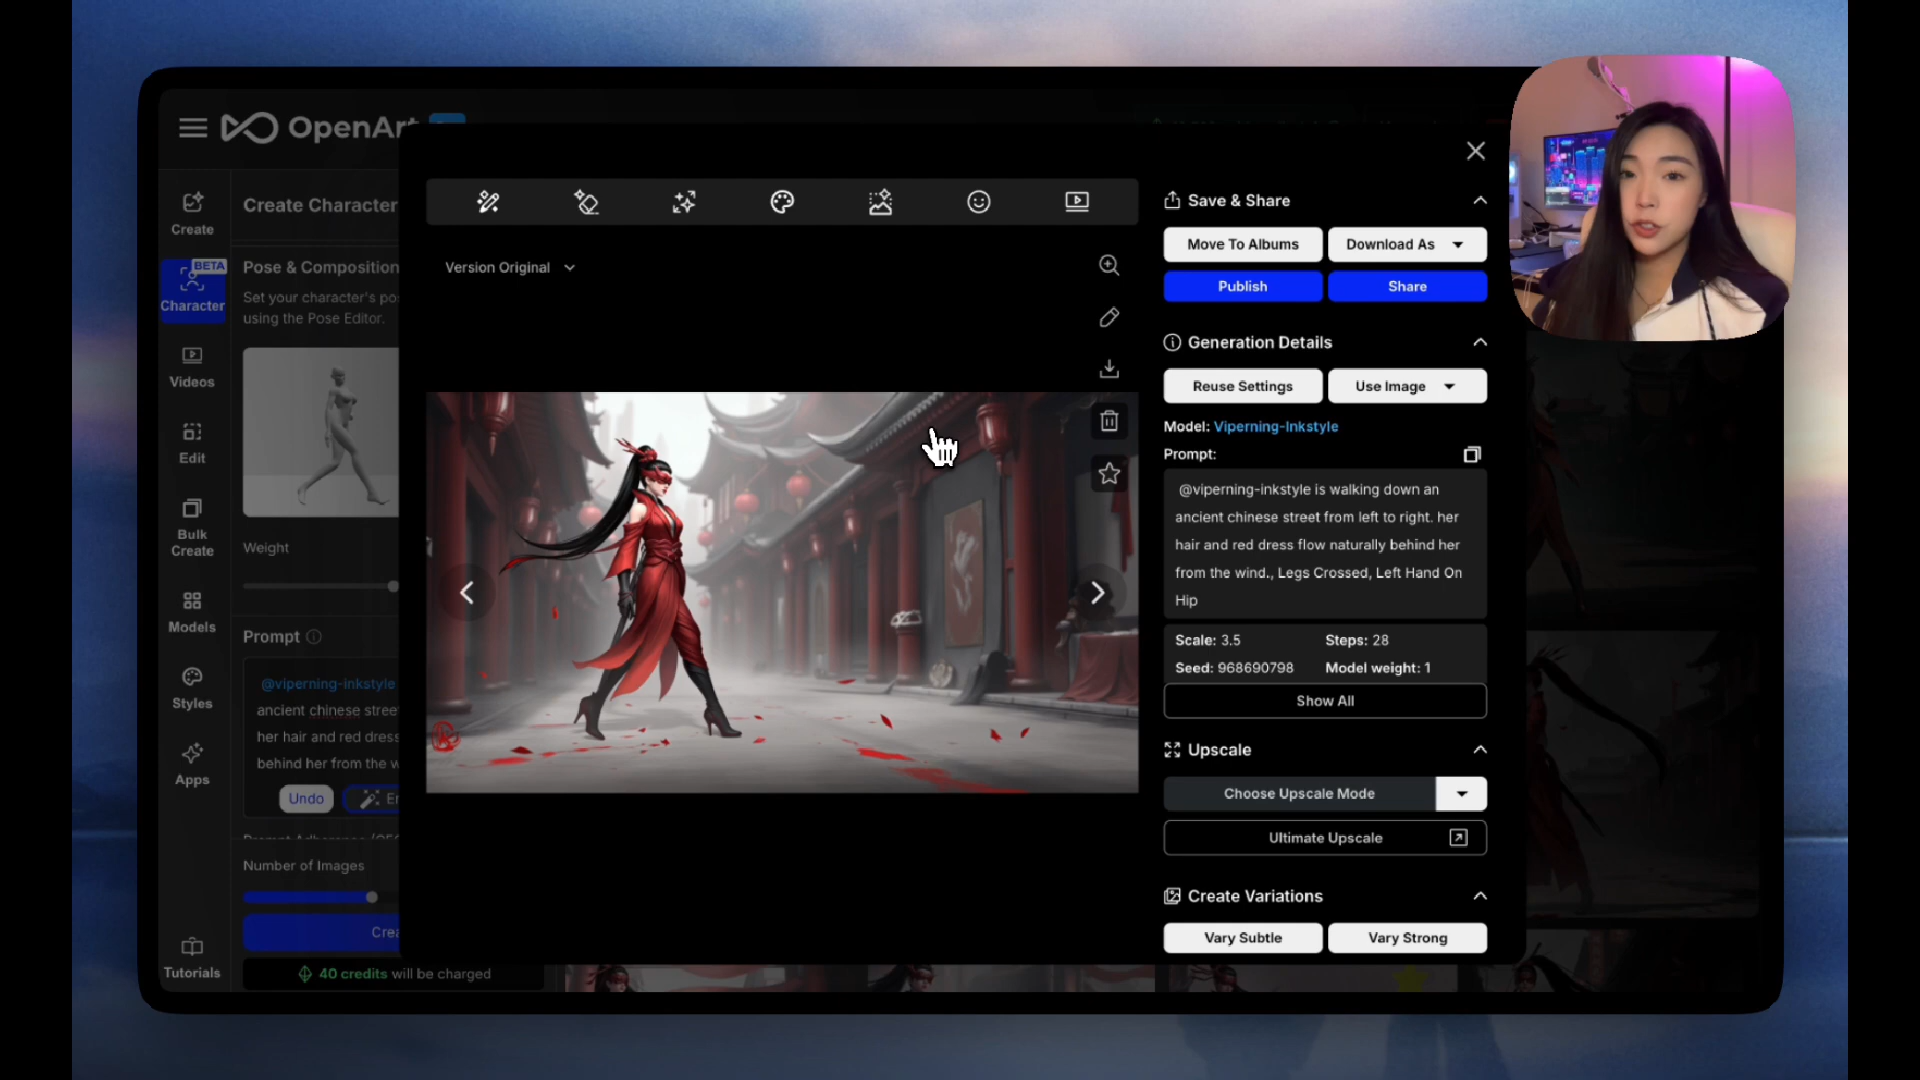 OpenArt
Create
BETA
Character
Videos
Edit
Bulk
Create
Models
Styles
Apps
Tutorials
Create Character
Pose & Composition
Set your character's
using the Pose Editor.
Weight
Prompt
@viperning-inkstyle
ancient chinese
her hair and red dress
behind her from the
Undo
Number of Images
40 credits will be charged
Version Original
Save & Share
Move To Albums
Download As
Publish
Share
Generation Details
Reuse Settings
Use Image
Model: Viperning-Inkstyle
Prompt:
@viperning-inkstyle is walking down an
ancient chinese street from left to right. her
hair and red dress flow naturally behind her
from the wind., Legs Crossed, Left Hand On
Hip
Scale: 3.5
Steps: 28
Seed: 968690798
Model weight: 1
Show All
Upscale
Choose Upscale Mode
Ultimate Upscale
Create Variations
Vary Subtle
Vary Strong